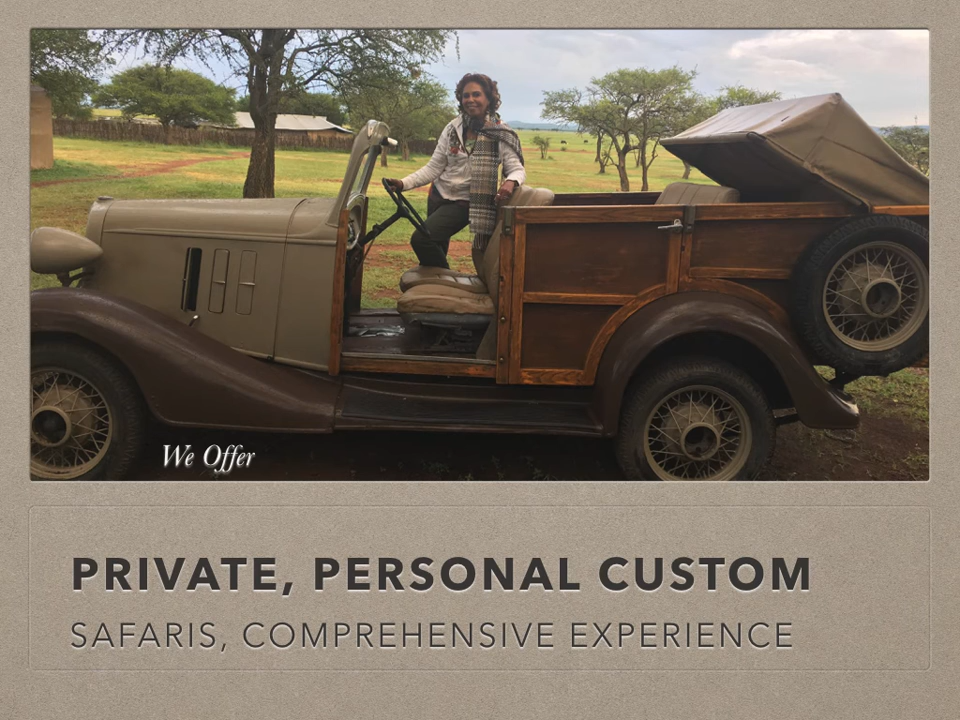 We Offer
PRIVATE, PERSONAL CUSTOM
SAFARIS, COMPREHENSIVE EXPERIENCE